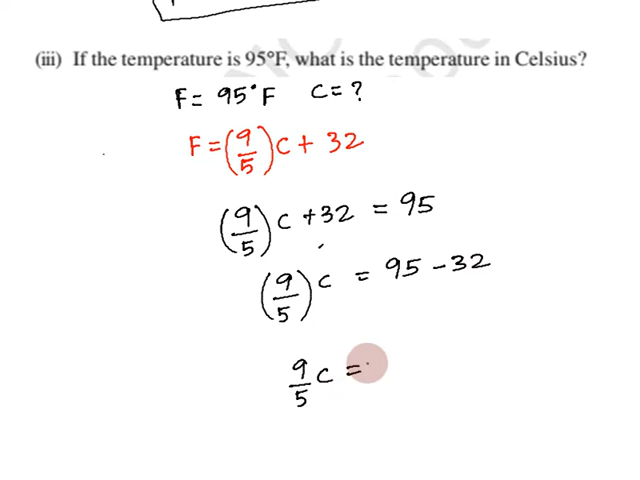 (iii) If the temperature is 95°F, what is the temperature in Celsius?
F = 95°F C = ?
F = (9/5) C + 32
(9/5) C + 32 = 95
(9/5) C = 95 - 32
9/5 C =